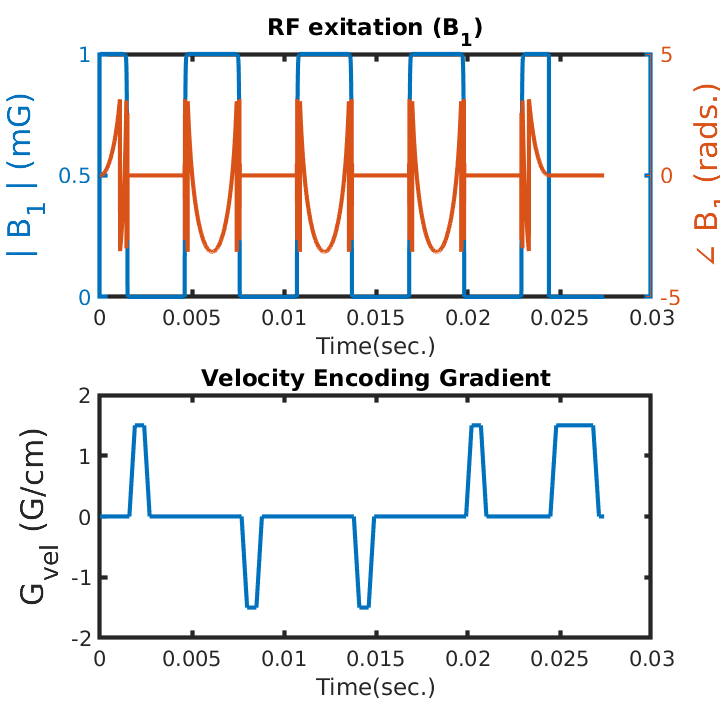 RF exitation (B1)
| B1 | (mG)
1
0.5
0
∠ B1 (rads.)
5
0
-5
0 0.005 0.01 0.015 0.02 0.025 0.03
Time(sec.)
Velocity Encoding Gradient
Gvel (G/cm)
2
1
0
-1
-2
0 0.005 0.01 0.015 0.02 0.025 0.03
Time(sec.)